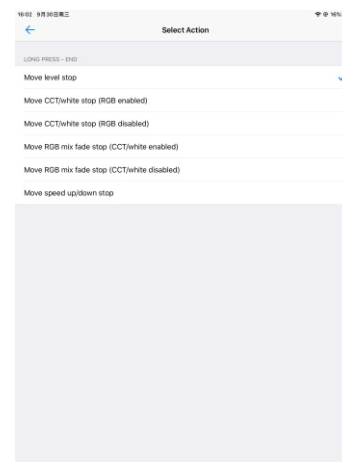 16:02 9月30日周三
16%
Select Action
LONG PRESS - END
Move level stop
Move CCT/white stop (RGB enabled)
Move CCT/white stop (RGB disabled)
Move RGB mix fade stop (CCT/white enabled)
Move RGB mix fade stop (CCT/white disabled)
Move speed up/down stop